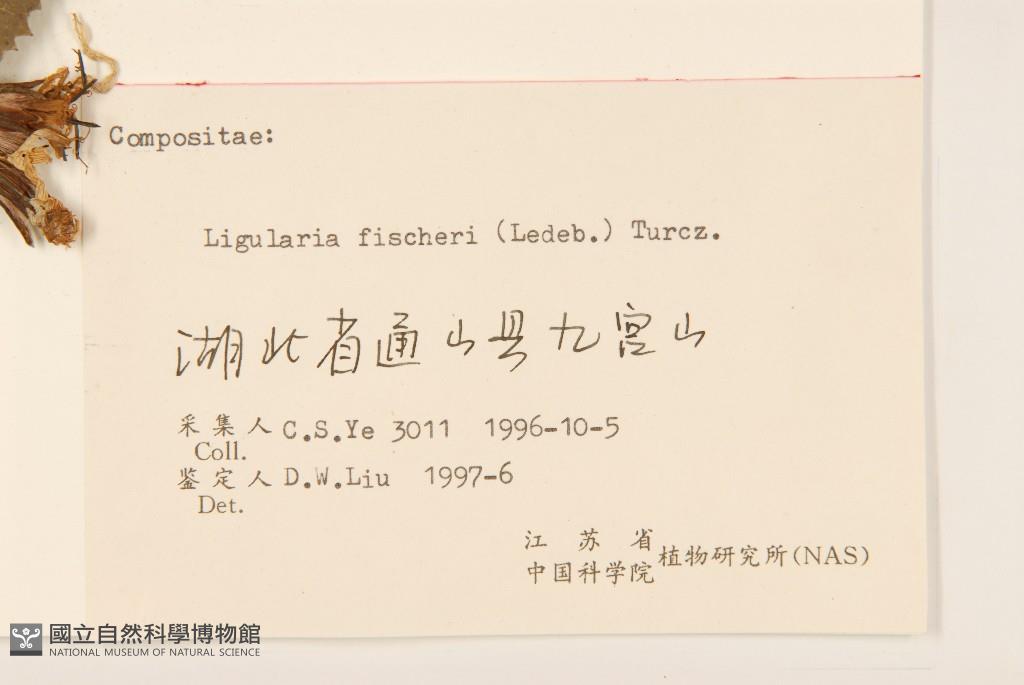 Compositae:
Ligularia fischeri (Ledeb.) Turcz.
湖北省通山县九宫山
采集人 C.S.Ye 3011 1996-10-5
Coll.
鉴定人 D.W.Liu 1997-6
Det.
江苏省
中国科学院 植物研究所(NAS)
國立自然科學博物館
NATIONAL MUSEUM OF NATURAL SCIENCE